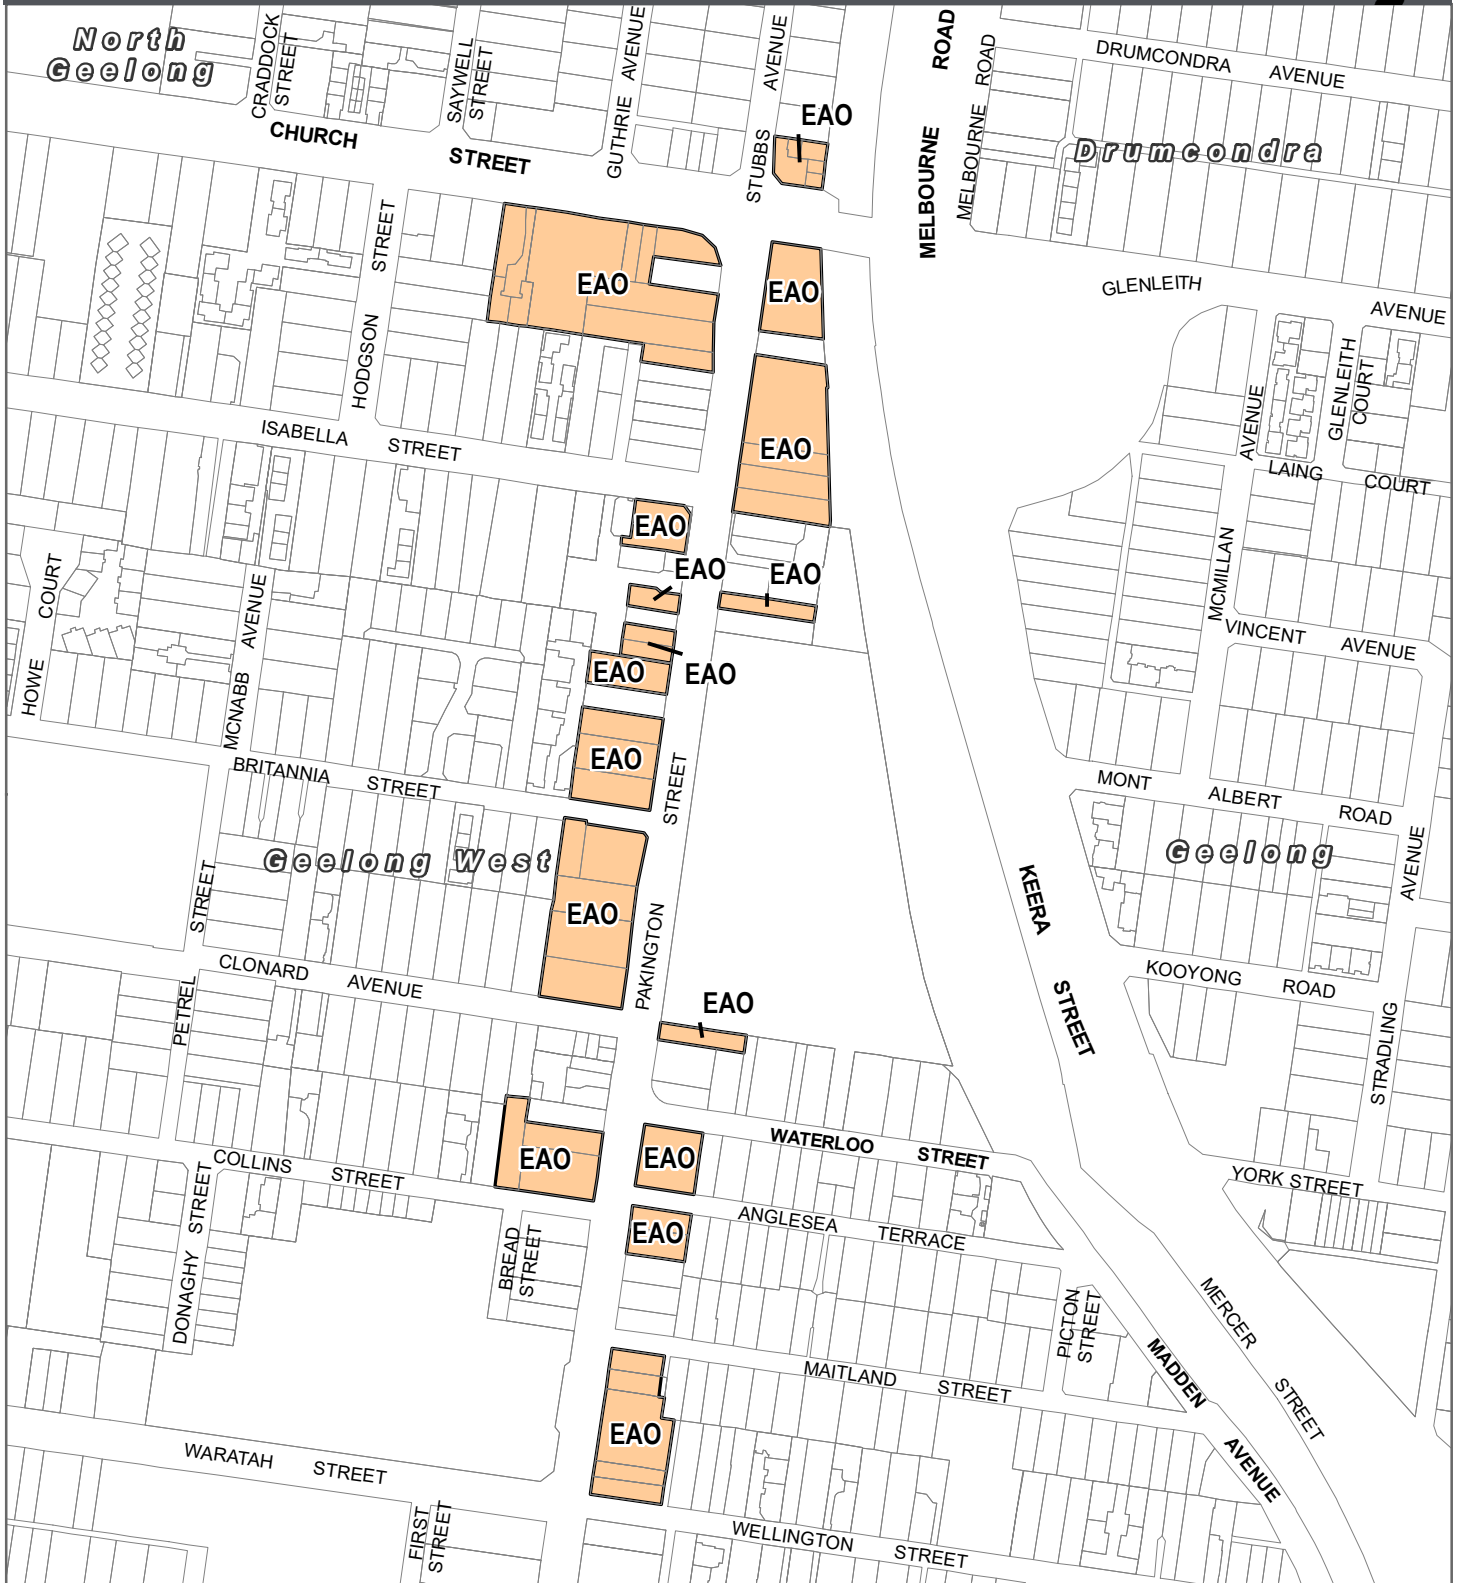 North
Geelong
CRADDOCK
STREET
SAYWELL
STREET
GUTHRIE AVENUE
STUBBS AVENUE
MELBOURNE ROAD
MELBOURNE ROAD
DRUMCONDRA AVENUE
EAO
CHURCH STREET
Drumcondra
HODGSON STREET
EAO
EAO
GLENLEITH AVENUE
GLENLEITH
COURT
AVENUE
ISABELLA STREET
EAO
LAING COURT
EAO
EAO
EAO
HOWE COURT
MCNABB AVENUE
MCMILLAN
VINCENT AVENUE
EAO
EAO
EAO
STREET
BRITANNIA STREET
MONT ALBERT ROAD
Geelong West
Geelong
AVENUE
STREET
KEERA STREET
EAO
PAKINGTON
CLONARD AVENUE
KOOYONG ROAD
PETREL
EAO
STRADLING
WATERLOO STREET
EAO
EAO
COLLINS STREET
YORK STREET
DONAGHY STREET
BREAD
STREET
EAO
ANGLESEA TERRACE
PICTON
STREET
MERCER STREET
MADDEN AVENUE
MAITLAND STREET
EAO
WARATAH STREET
FIRST
STREET
WELLINGTON STREET